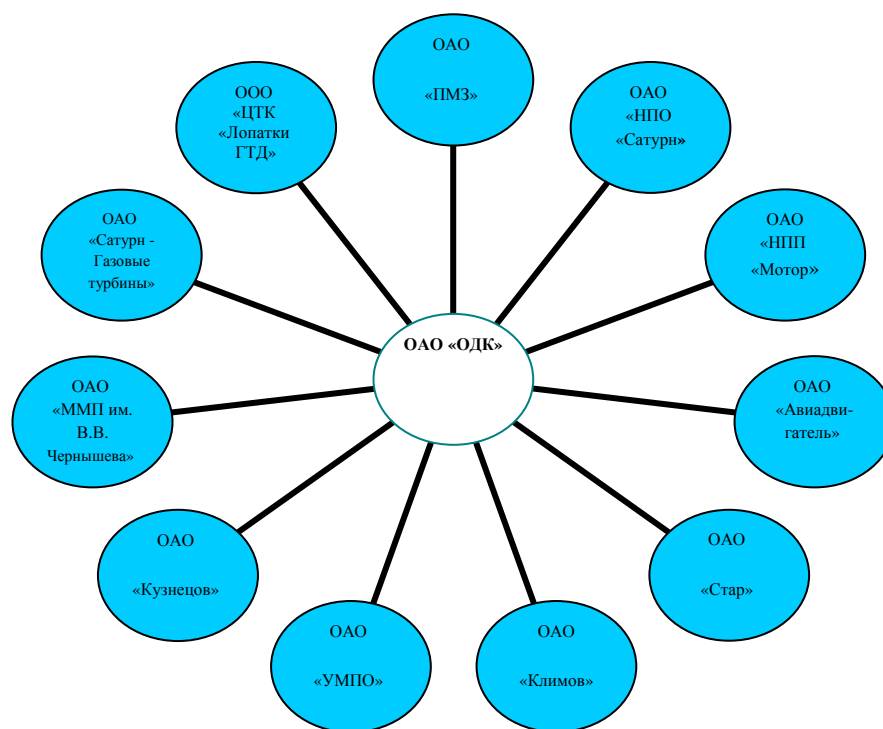 ОАО
«ПМЗ»
ОАО
«НПО
«Сатурн»
ОАО
«НПП
«Мотор»
ОАО
«Авиадви-
гатель»
ОАО
«Стар»
ОАО
«Климов»
ОАО
«УМПО»
ОАО
«Кузнецов»
ОАО
«ММП им.
В.В.
Чернышева»
ОАО
«Сатурн -
Газовые
турбины»
ООО
«ЦТК
«Лопатки
ГТД»
ОАО «ОДК»